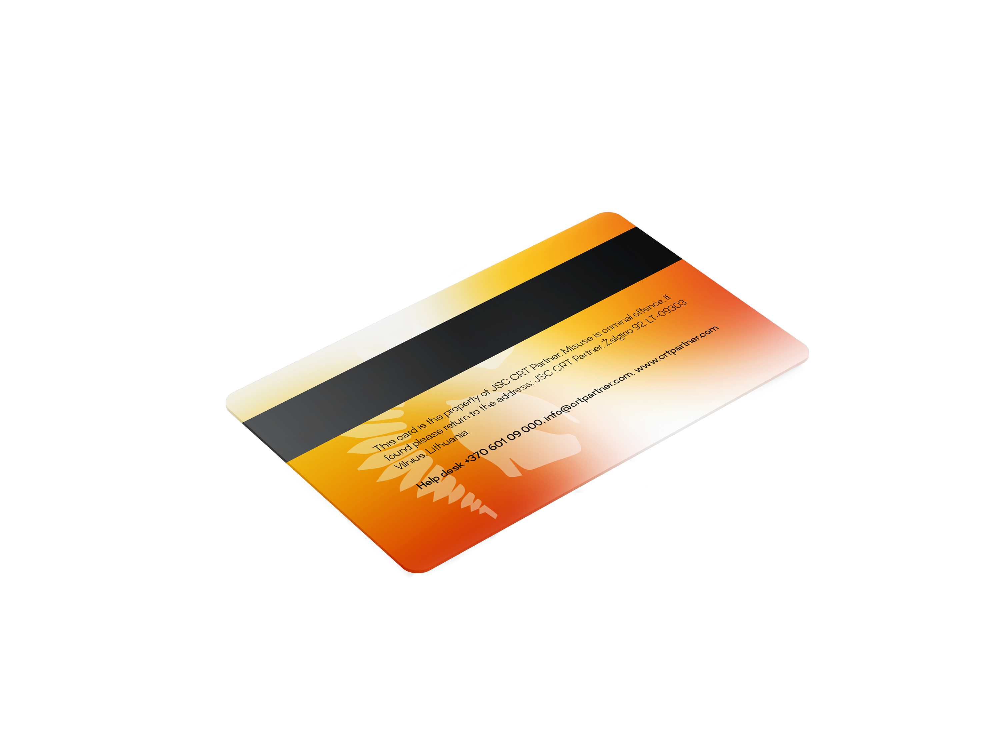 This card is the property of JSC CRT Partner. Misuse is criminal offence. If
found please return to the address: JSC CRT Partner. Žalgirio 92. LT-09303
Vilnius. Lithuania.
Help desk +370 601 09 000, info@crtpartner.com, www.crtpartner.com